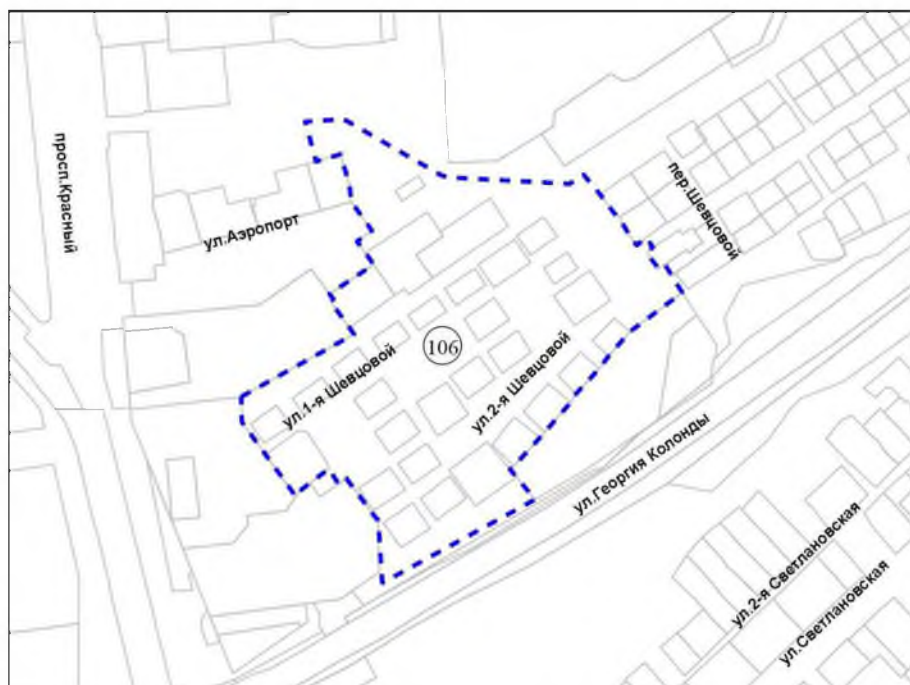 просп.Красный
ул.Аэропорт
пер.Шевцовой
106
ул.1-я Шевцовой
ул.2-я Шевцовой
ул.Георгия Колонды
ул.2-я Светлановская
ул.Светлановская